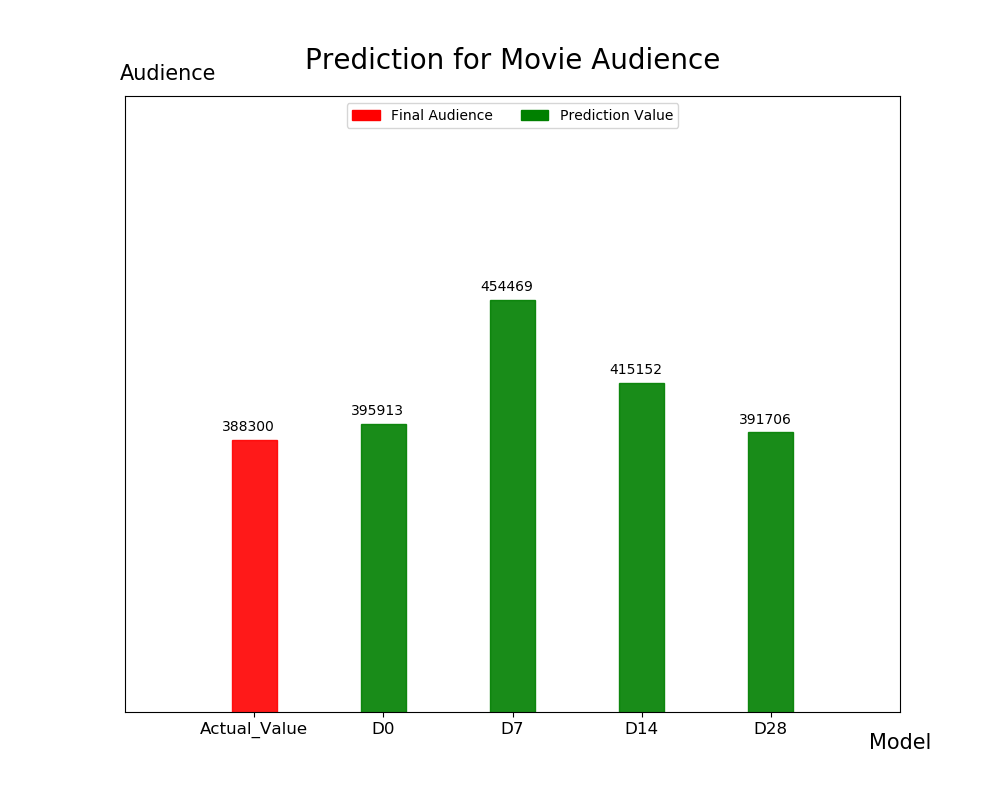 Prediction for Movie Audience
Audience
Final Audience
Prediction Value
454469
415152
395913
391706
388300
Actual_Value
D0
D7
D14
D28
Model